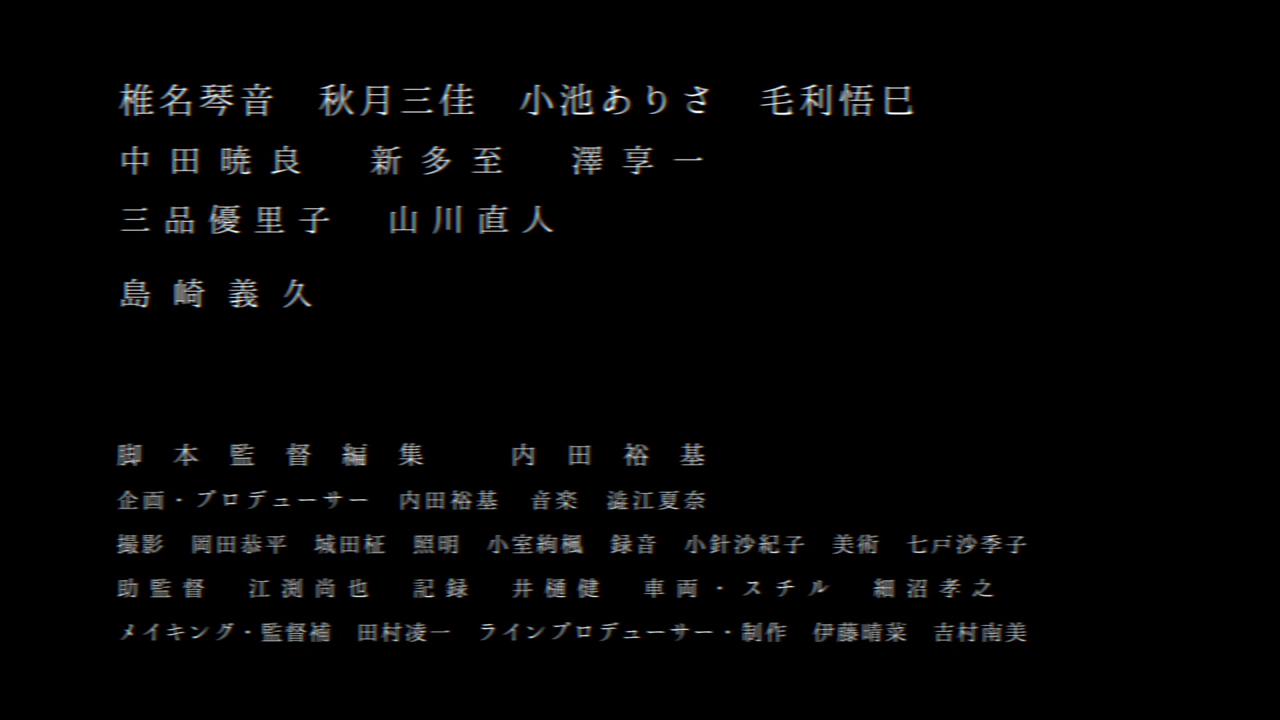 椎名琴音　秋月三佳　小池ありさ　毛利悟巳
中田暁良　新多至　澤享一
三品優里子　山川直人
島崎義久
脚本監督編集　内田裕基
企画・プロデューサー　内田裕基　音楽　澁江夏奈
撮影　岡田恭平　城田柾　照明　小室絢楓　録音　小針沙紀子　美術　七戸沙季子
助監督　江渕尚也　記録　井樋健　車両・スチル　細沼孝之
メイキング・監督補　田村凌一　ラインプロデューサー・制作　伊藤晴菜　吉村南美